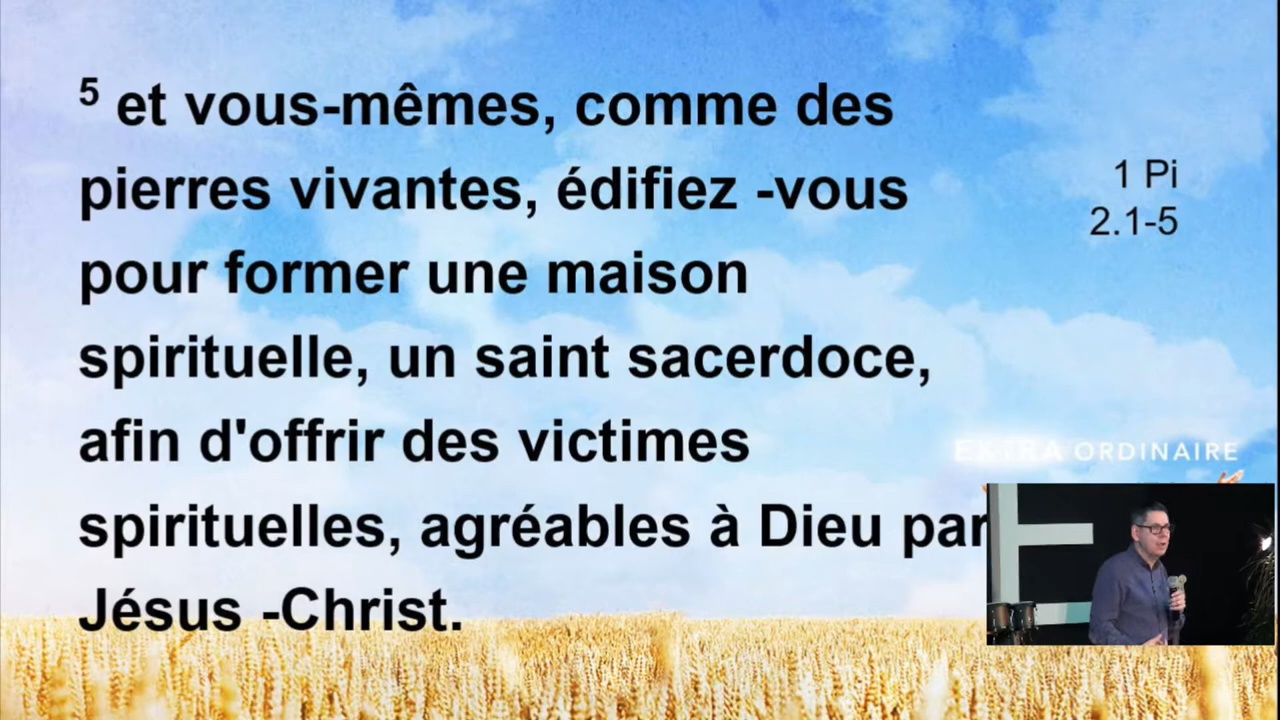 ⁵ et vous-mêmes, comme des
pierres vivantes, édifiez -vous
pour former une maison
spirituelle, un saint sacerdoce,
afin d'offrir des victimes
spirituelles, agréables à Dieu par
Jésus -Christ.
1 Pi
2.1-5
EXTRA ORDINAIRE